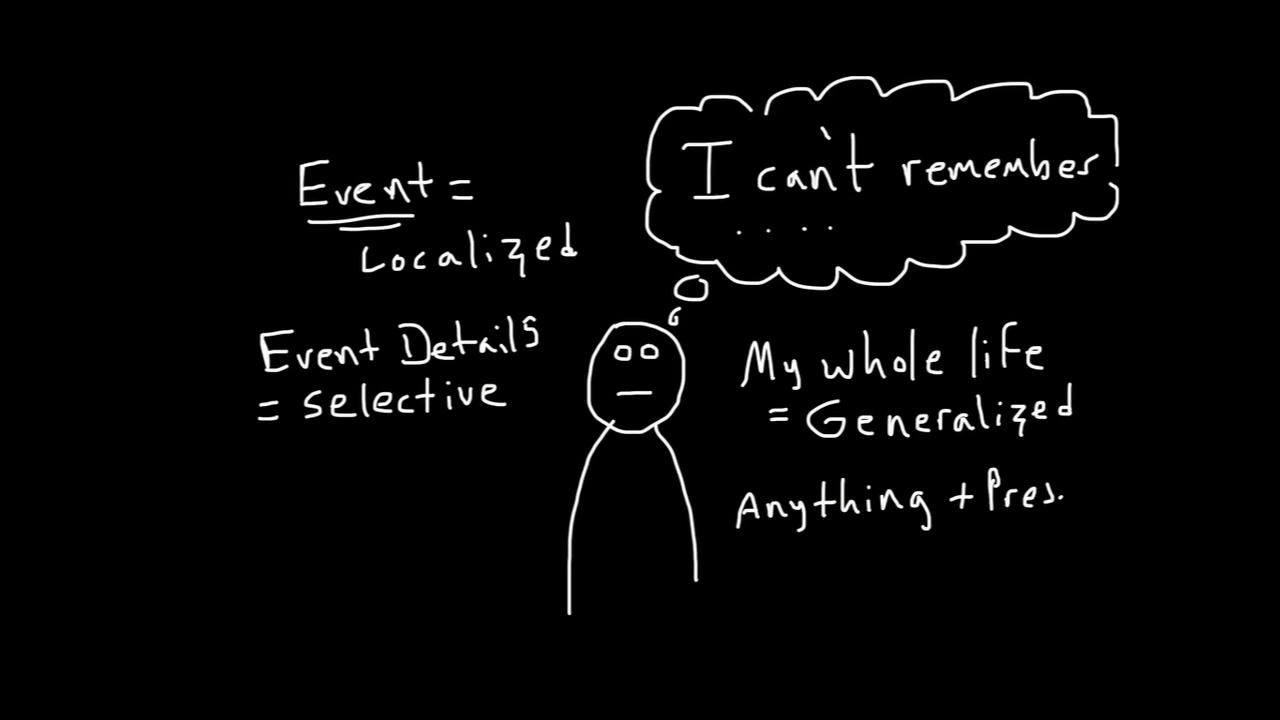 I can't remember
....
Event =
Localized
Event Details
= selective
My whole life
= Generalized
Anything + Pres.